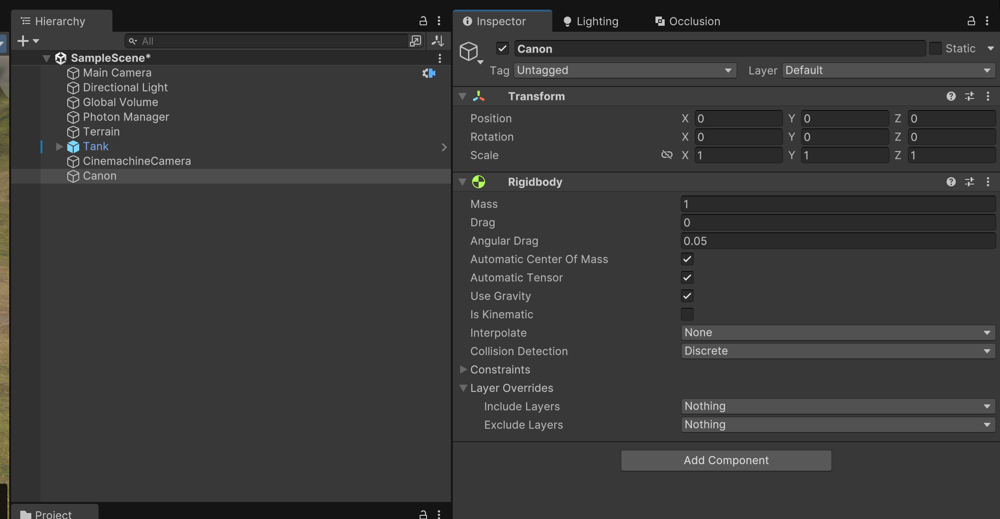 Hierarchy
All
SampleScene*
Main Camera
Directional Light
Global Volume
Photon Manager
Terrain
Tank
CinemachineCamera
Canon
Project
Inspector Lighting Occlusion
Canon Static
Tag Untagged Layer Default
Transform
Position X 0 Y 0 Z 0
Rotation X 0 Y 0 Z 0
Scale X 1 Y 1 Z 1
Rigidbody
Mass 1
Drag 0
Angular Drag 0.05
Automatic Center Of Mass
Automatic Tensor
Use Gravity
Is Kinematic
Interpolate None
Collision Detection Discrete
Constraints
Layer Overrides
Include Layers Nothing
Exclude Layers Nothing
Add Component